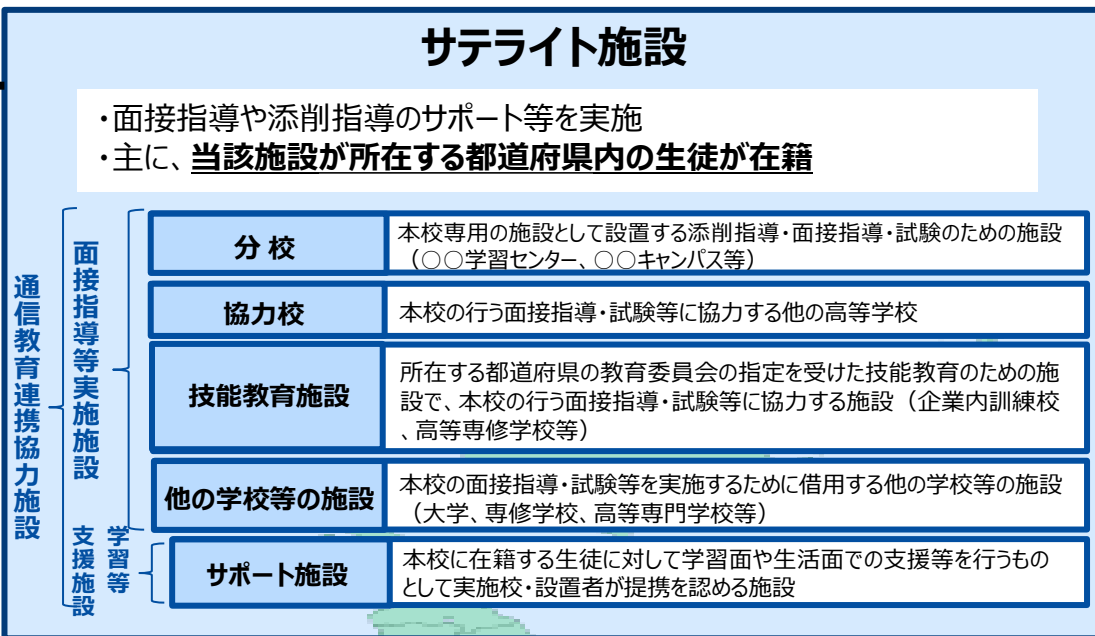 サテライト施設
・面接指導や添削指導のサポート等を実施
・主に、当該施設が所在する都道府県内の生徒が在籍
通信教育連携協力施設
面接指導等実施施設
分 校
本校専用の施設として設置する添削指導・面接指導・試験のための施設
（○○学習センター、○○キャンパス等）
協力校
本校の行う面接指導・試験等に協力する他の高等学校
技能教育施設
所在する都道府県の教育委員会の指定を受けた技能教育のための施
設で、本校の行う面接指導・試験等に協力する施設（企業内訓練校
、高等専修学校等）
他の学校等の施設
本校の面接指導・試験等を実施するために借用する他の学校等の施設
（大学、専修学校、高等専門学校等）
学習等
支援施設
サポート施設
本校に在籍する生徒に対して学習面や生活面での支援等を行うもの
として実施校・設置者が提携を認める施設